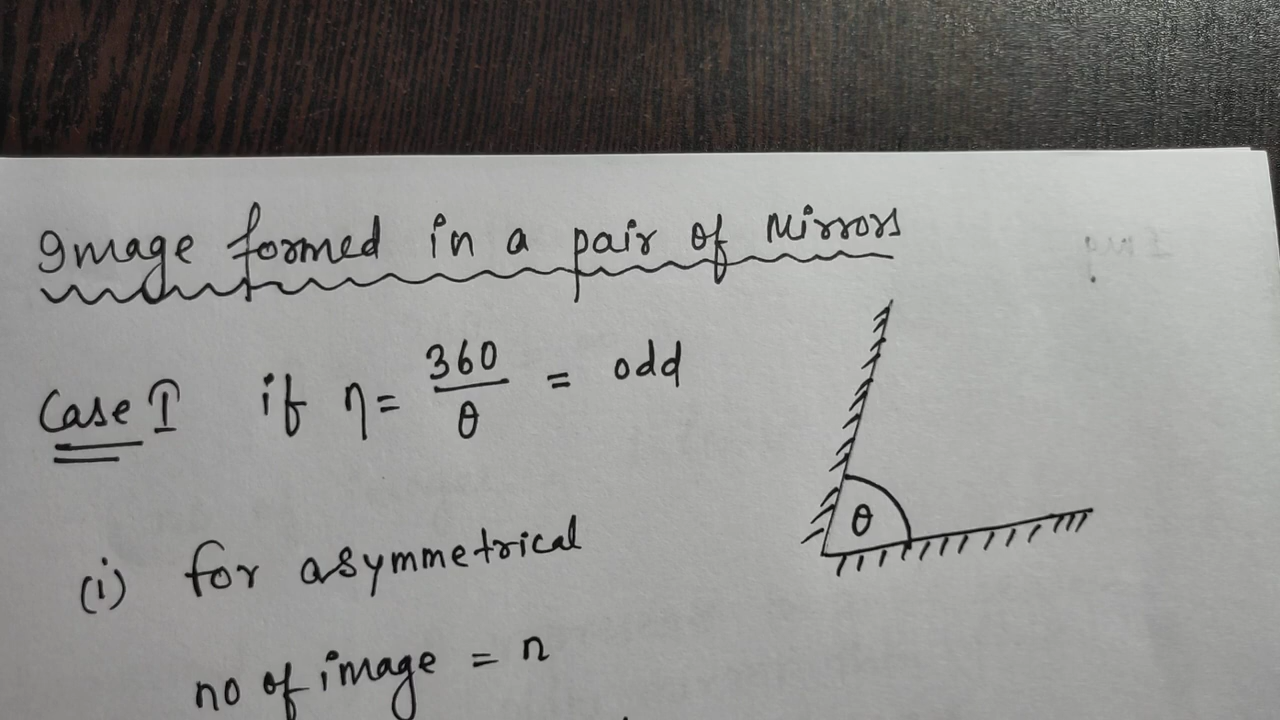 Image formed in a pair of Mirrors
Case I if η = 360/θ = odd
θ
(i) for asymmetrical
no of image = n